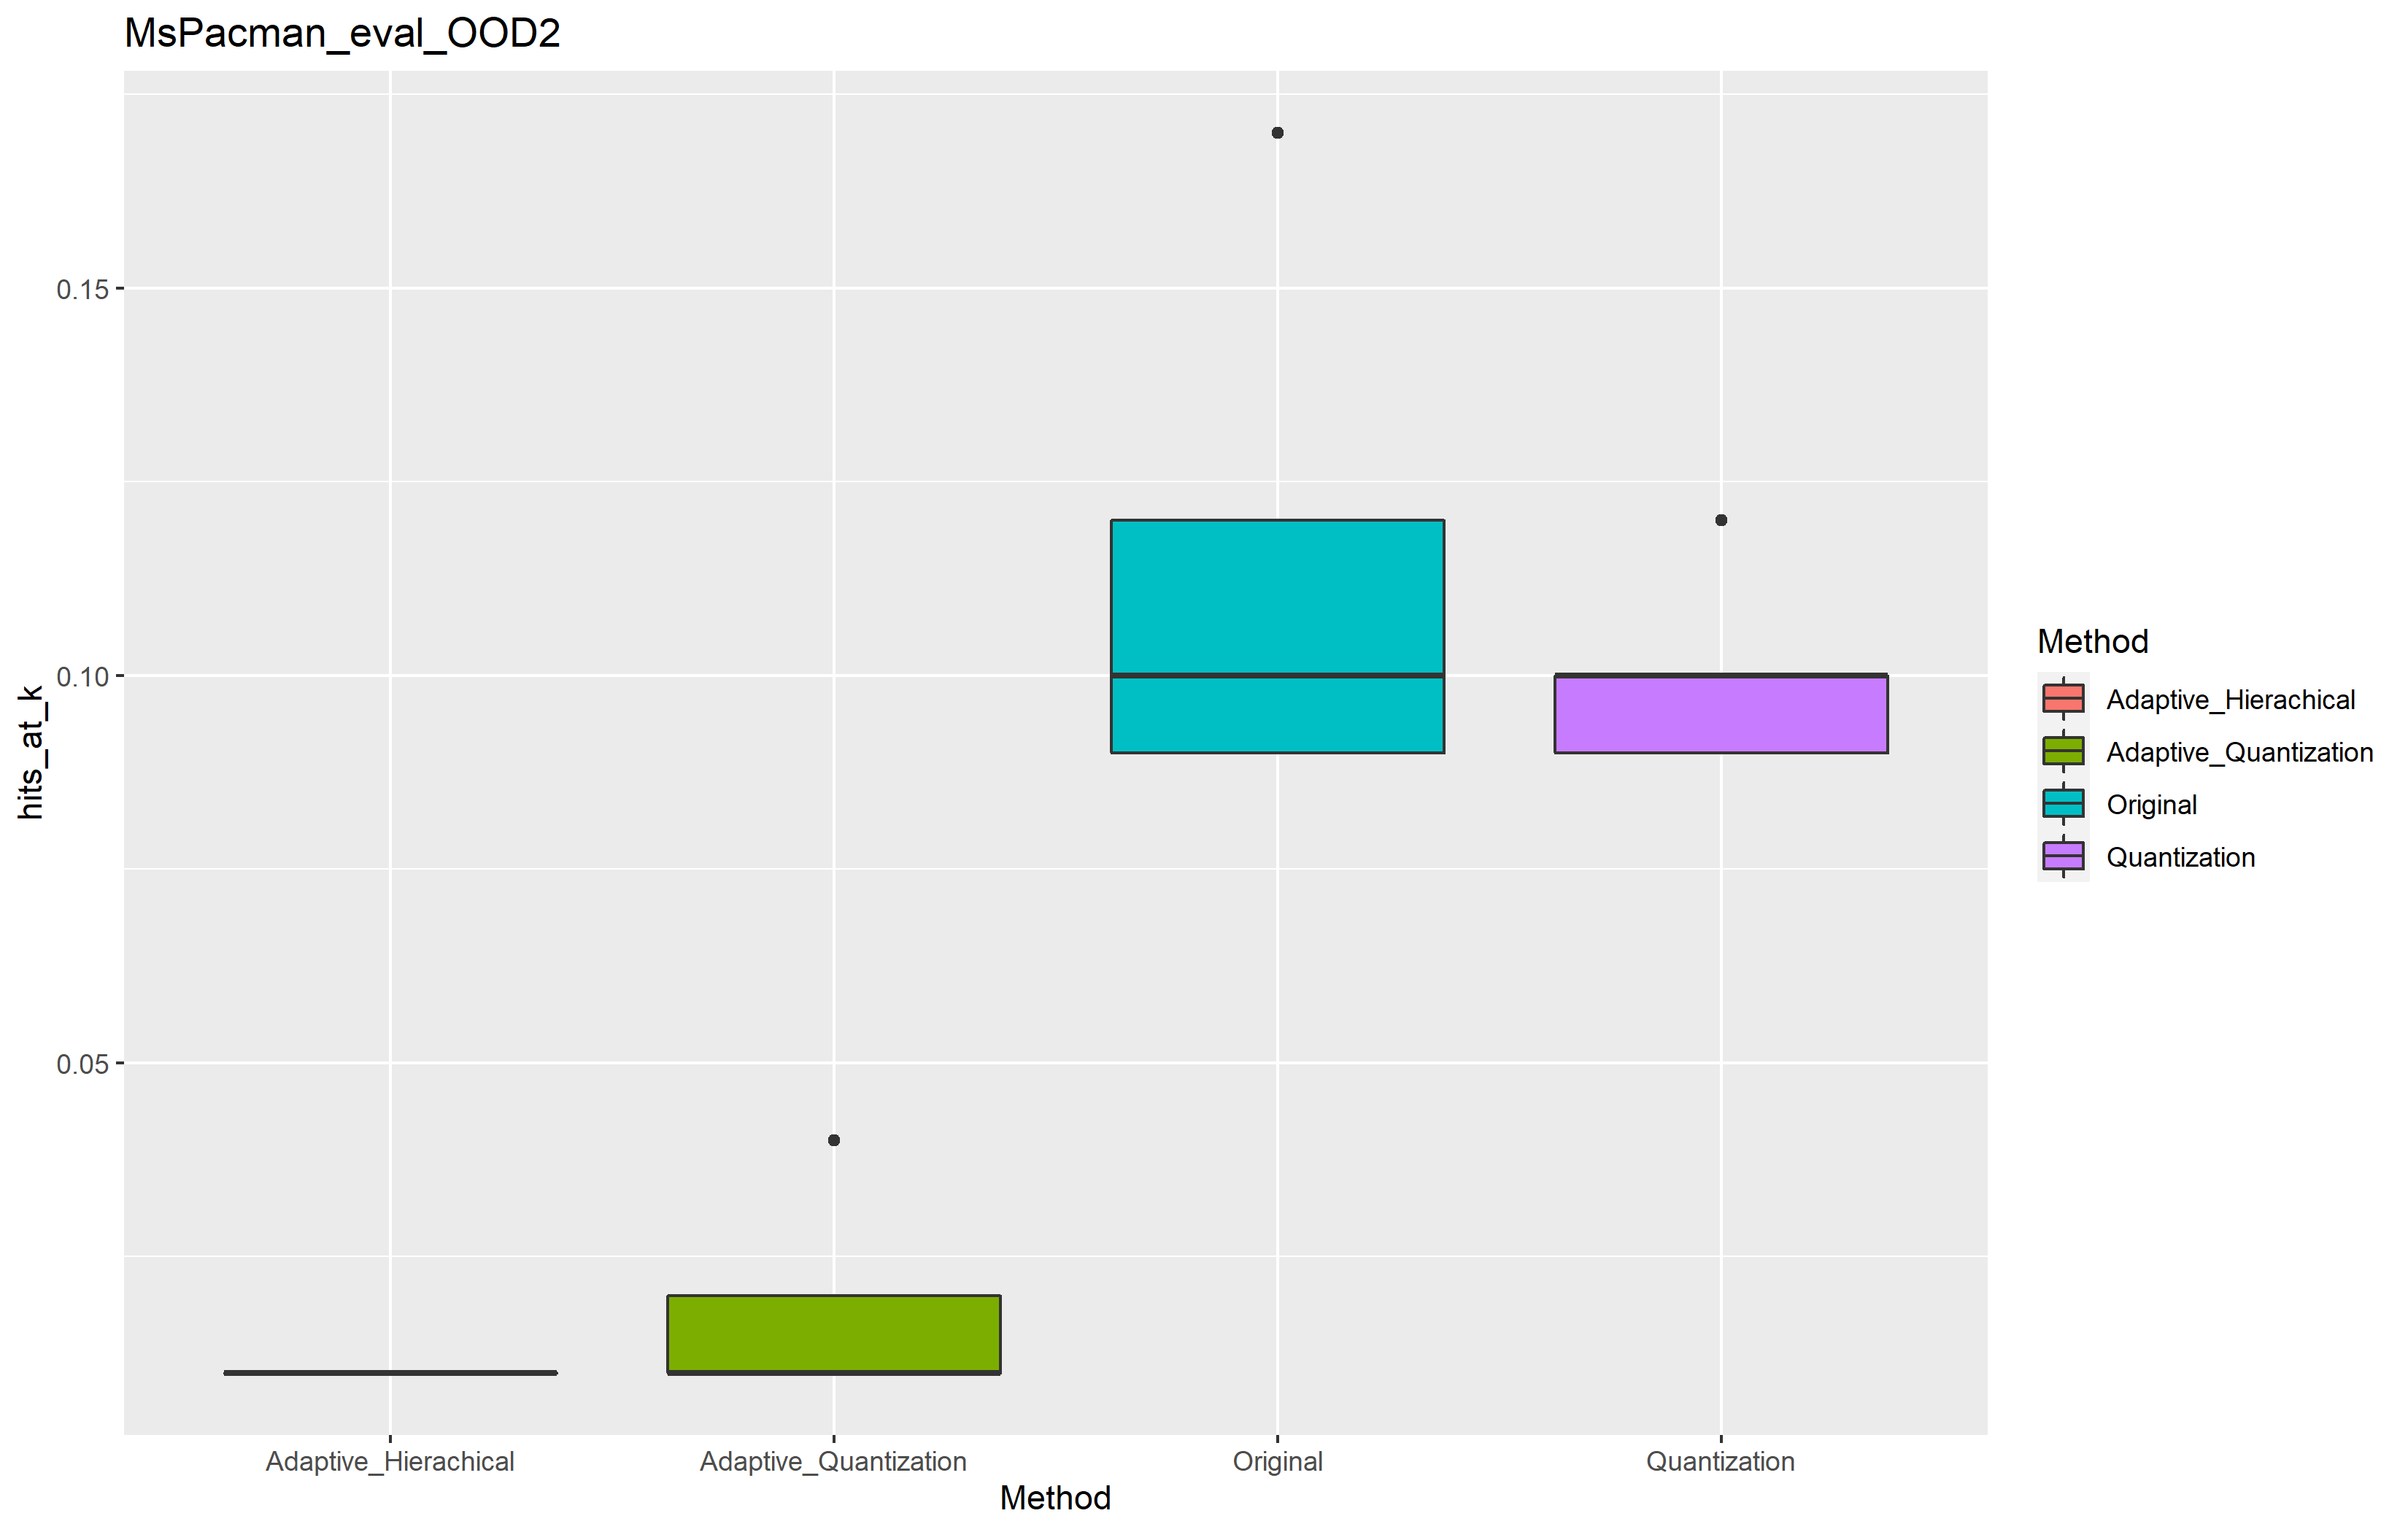 MsPacman_eval_OOD2
hits_at_k
0.15
0.10
0.05
Adaptive_Hierachical
Adaptive_Quantization
Original
Quantization
Method
Method
Adaptive_Hierachical
Adaptive_Quantization
Original
Quantization